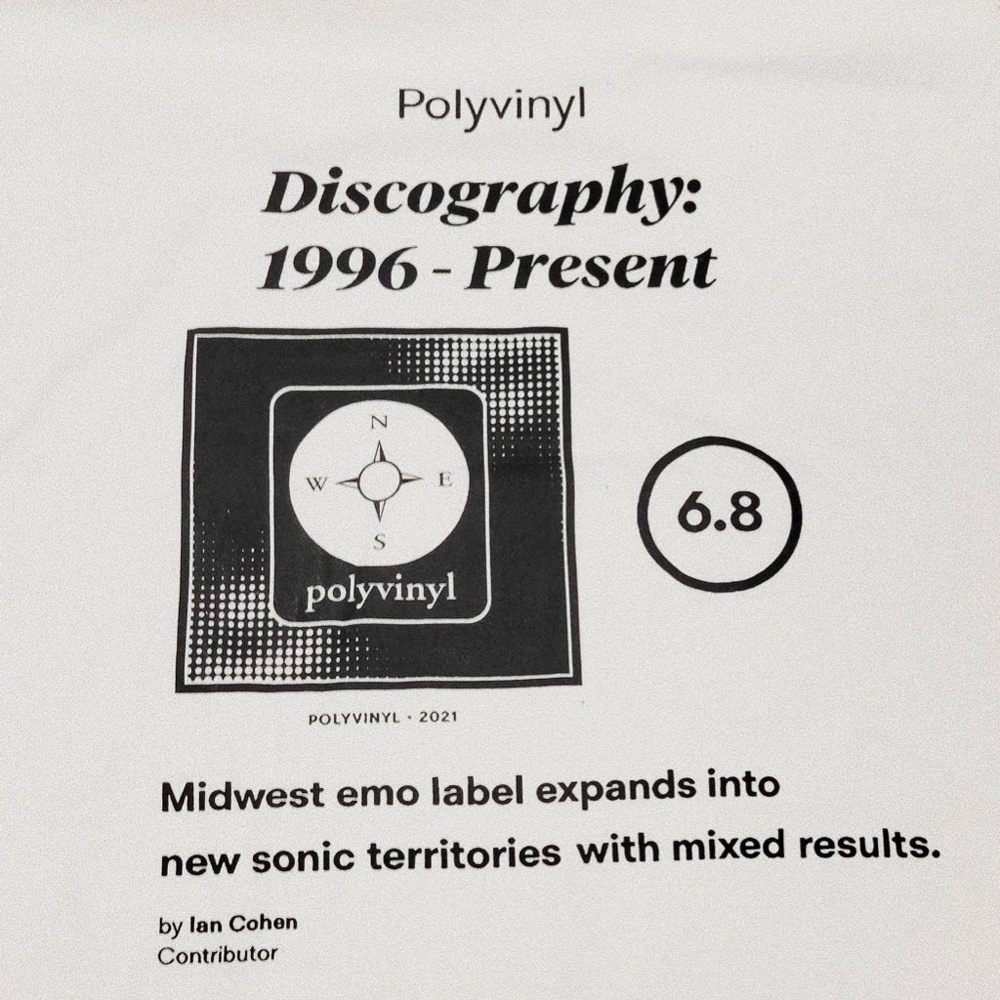 Polyvinyl
Discography:
1996 - Present
N
W E
S
polyvinyl
6.8
POLYVINYL · 2021
Midwest emo label expands into
new sonic territories with mixed results.
by Ian Cohen
Contributor